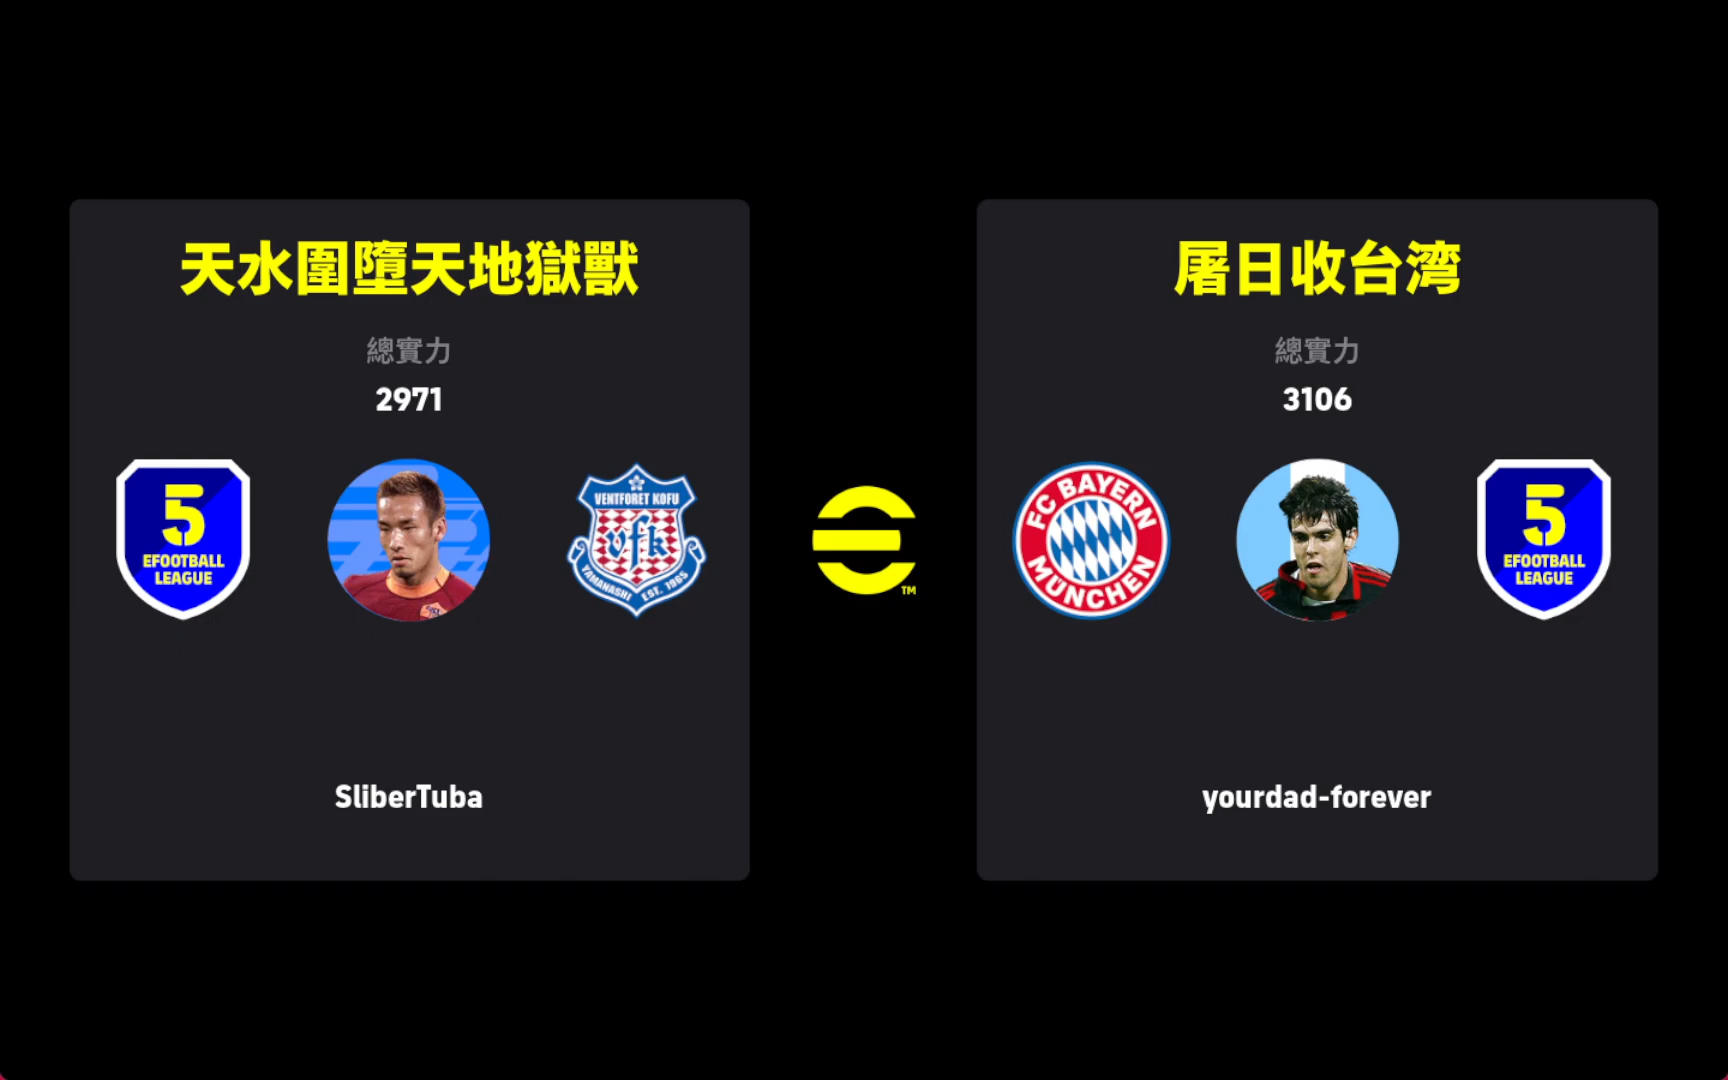 天水圍墮天地獄獸
總實力
2971
5
EFOOTBALL
LEAGUE
VENTFORET KOFU
vfk
YAMANASHI EST. 1965
SliberTuba
TM
屠日收台湾
總實力
3106
FC BAYERN
MÜNCHEN
5
EFOOTBALL
LEAGUE
yourdad-forever